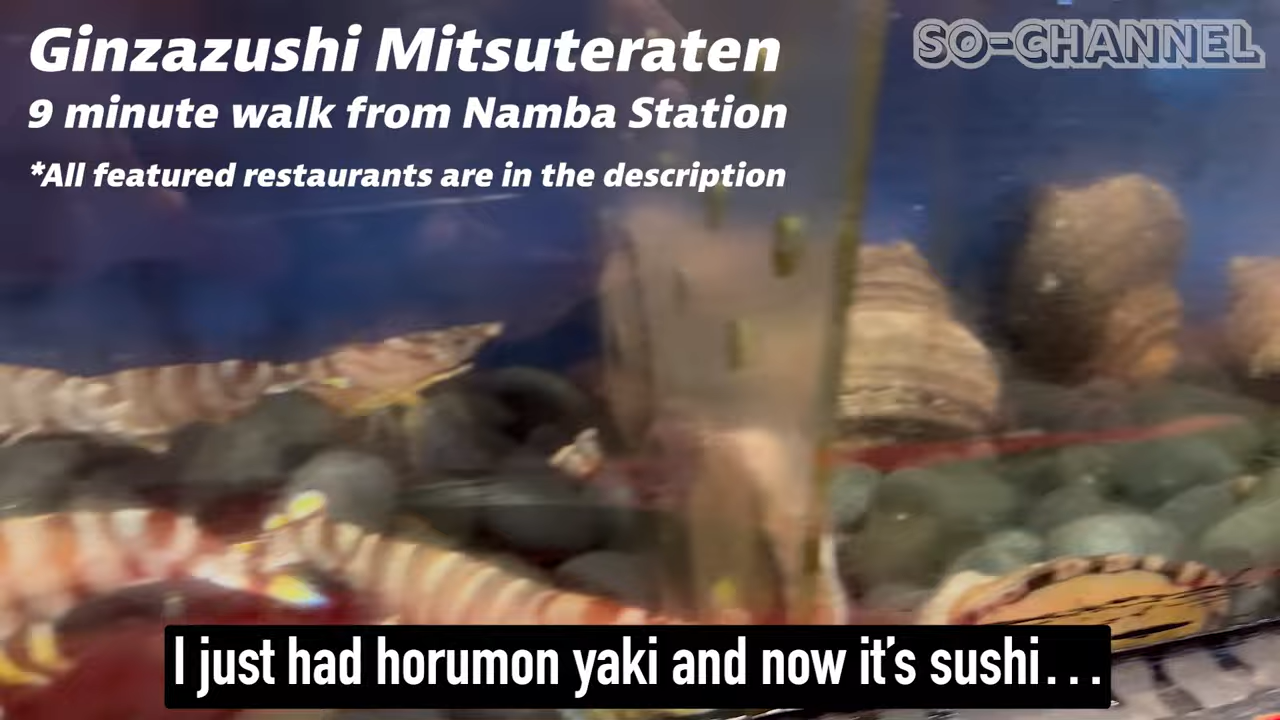 Ginzazushi Mitsuteraten
SO-CHANNEL
9 minute walk from Namba Station
*All featured restaurants are in the description
I just had horumon yaki and now it's sushi...